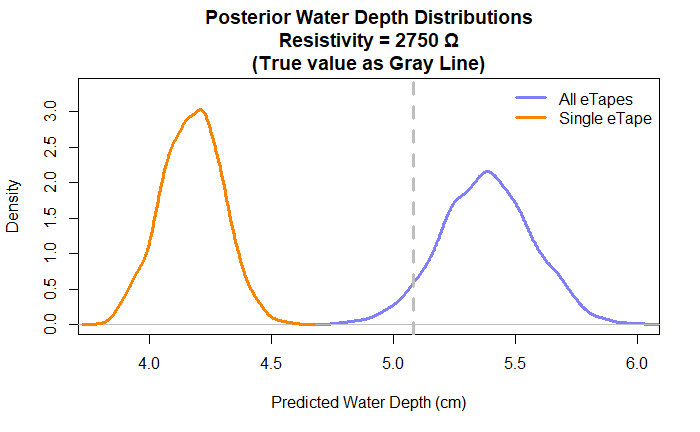 Posterior Water Depth Distributions
Resistivity = 2750 Ω
(True value as Gray Line)
All eTapes
Single eTape
Density
0.0
0.5
1.0
1.5
2.0
2.5
3.0
4.0
4.5
5.0
5.5
6.0
Predicted Water Depth (cm)